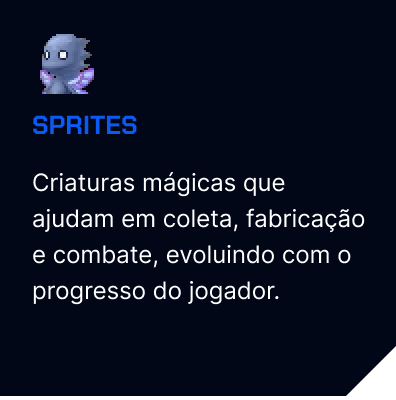 SPRITES
Criaturas mágicas que
ajudam em coleta, fabricação
e combate, evoluindo com o
progresso do jogador.